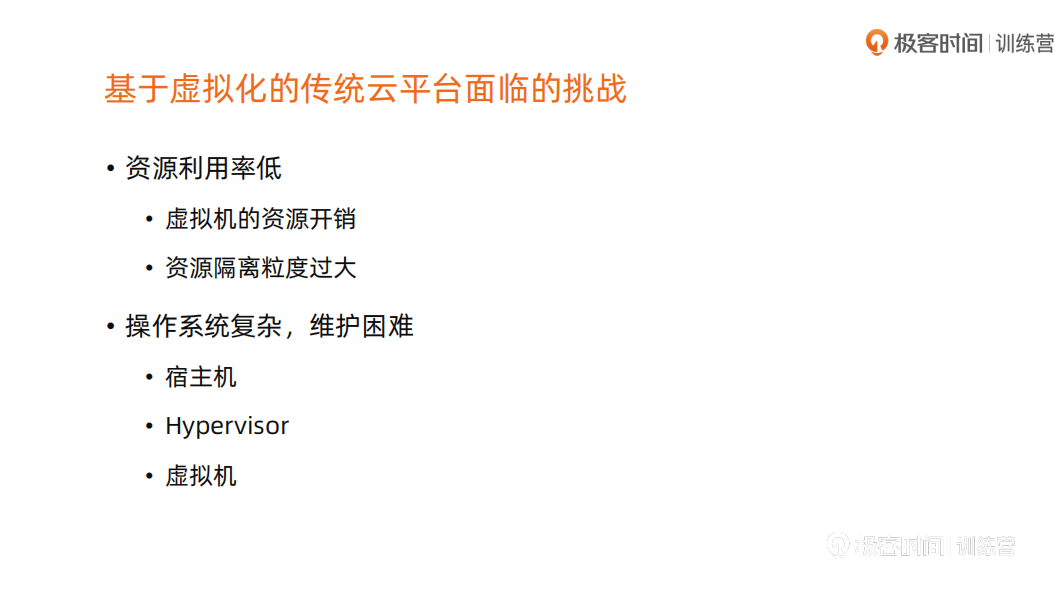 极客时间 | 训练营
基于虚拟化的传统云平台面临的挑战
• 资源利用率低
• 虚拟机的资源开销
• 资源隔离粒度过大
• 操作系统复杂，维护困难
• 宿主机
• Hypervisor
• 虚拟机
极客时间 | 训练营